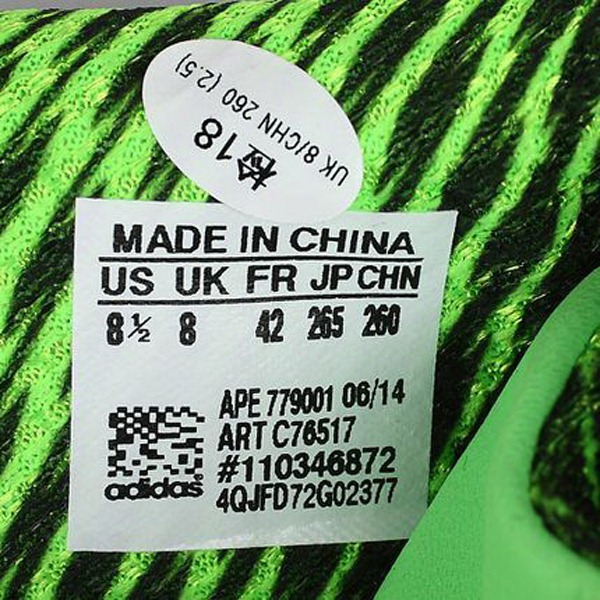 UK 8/CHN 260 (2.5)
检18
MADE IN CHINA
US UK FR JP CHN
8½ 8 42 265 260
APE 779001 06/14
ART C76517
#110346872
4QJFD72G02377
adidas